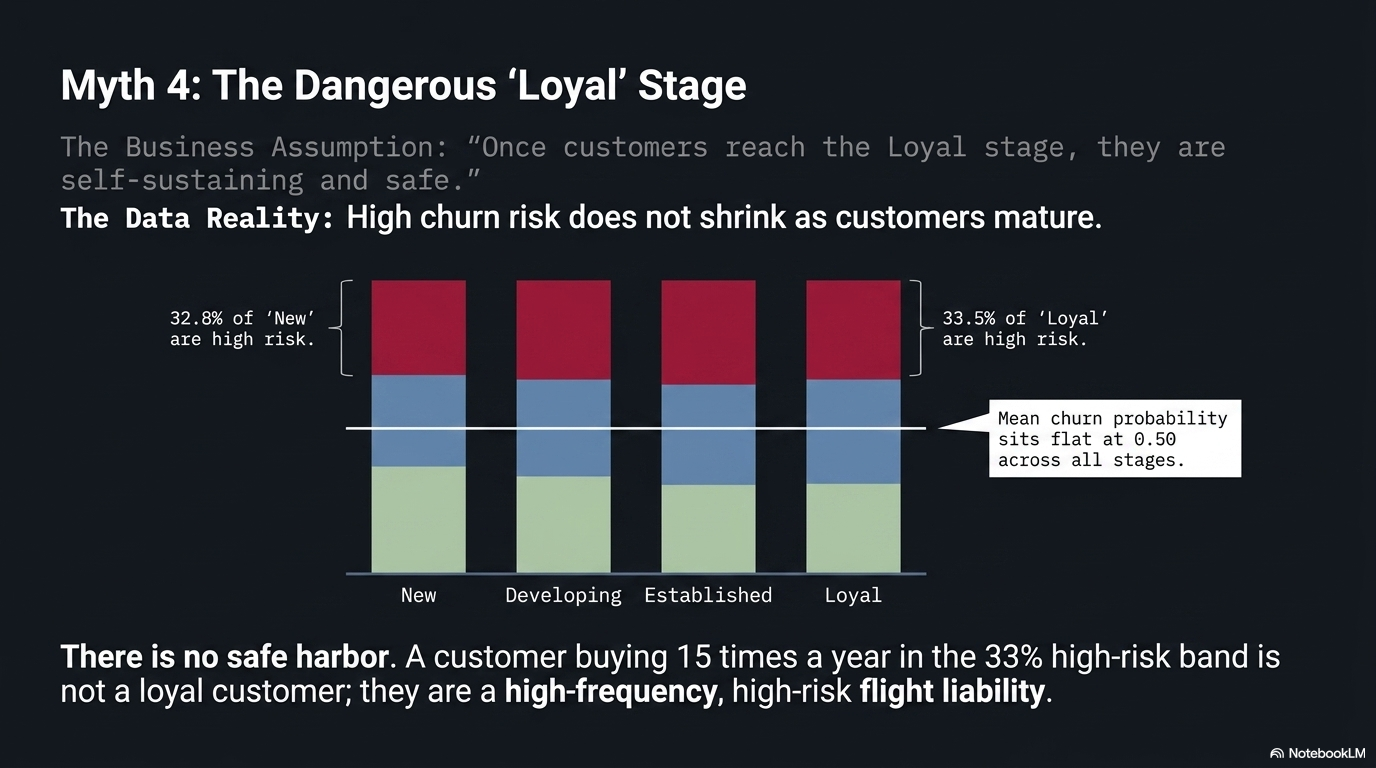 Myth 4: The Dangerous ‘Loyal’ Stage
The Business Assumption: “Once customers reach the Loyal stage, they are
self-sustaining and safe.”
The Data Reality: High churn risk does not shrink as customers mature.
32.8% of ‘New’
are high risk.
33.5% of ‘Loyal’
are high risk.
Mean churn probability
sits flat at 0.50
across all stages.
New
Developing
Established
Loyal
There is no safe harbor. A customer buying 15 times a year in the 33% high-risk band is
not a loyal customer; they are a high-frequency, high-risk flight liability.
NotebookLM